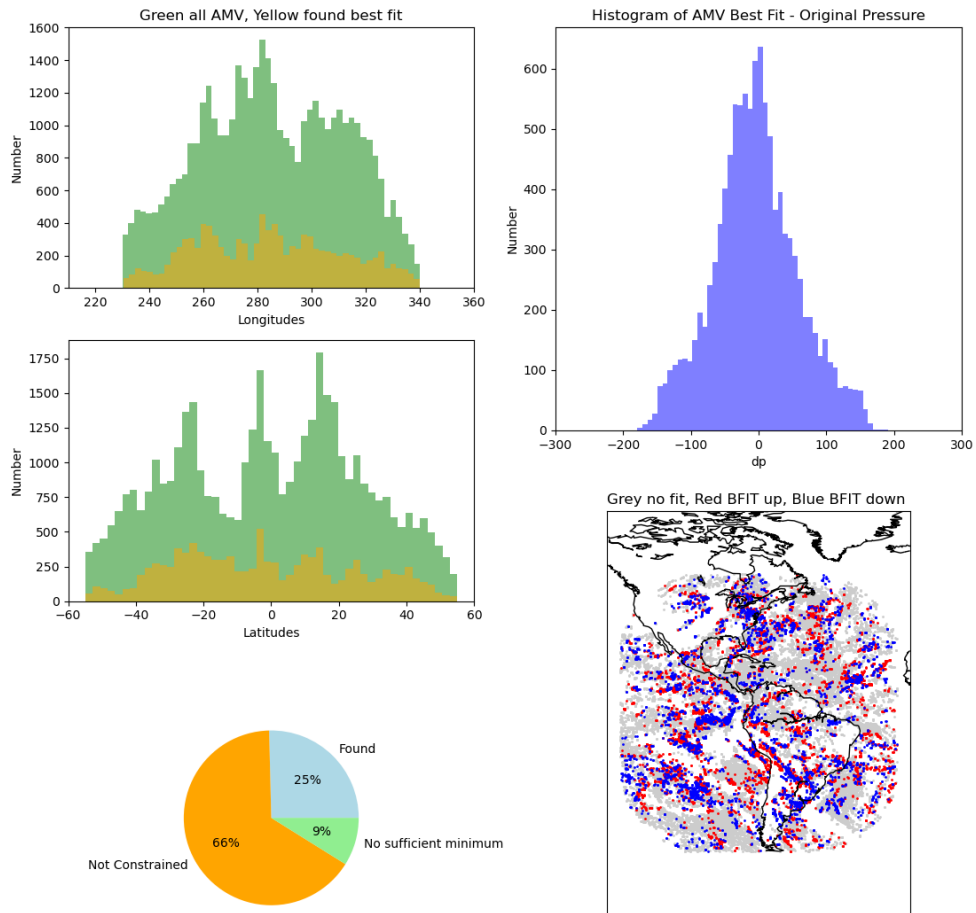 Green all AMV, Yellow found best fit
1600
1400
1200
1000
800
600
400
200
0
Number
220 240 260 280 300 320 340 360
Longitudes
Histogram of AMV Best Fit - Original Pressure
600
500
400
300
200
100
0
Number
−300 −200 −100 0 100 200 300
dp
1750
1500
1250
1000
750
500
250
0
Number
−60 −40 −20 0 20 40 60
Latitudes
Grey no fit, Red BFIT up, Blue BFIT down
Found
25%
9%
No sufficient minimum
66%
Not Constrained